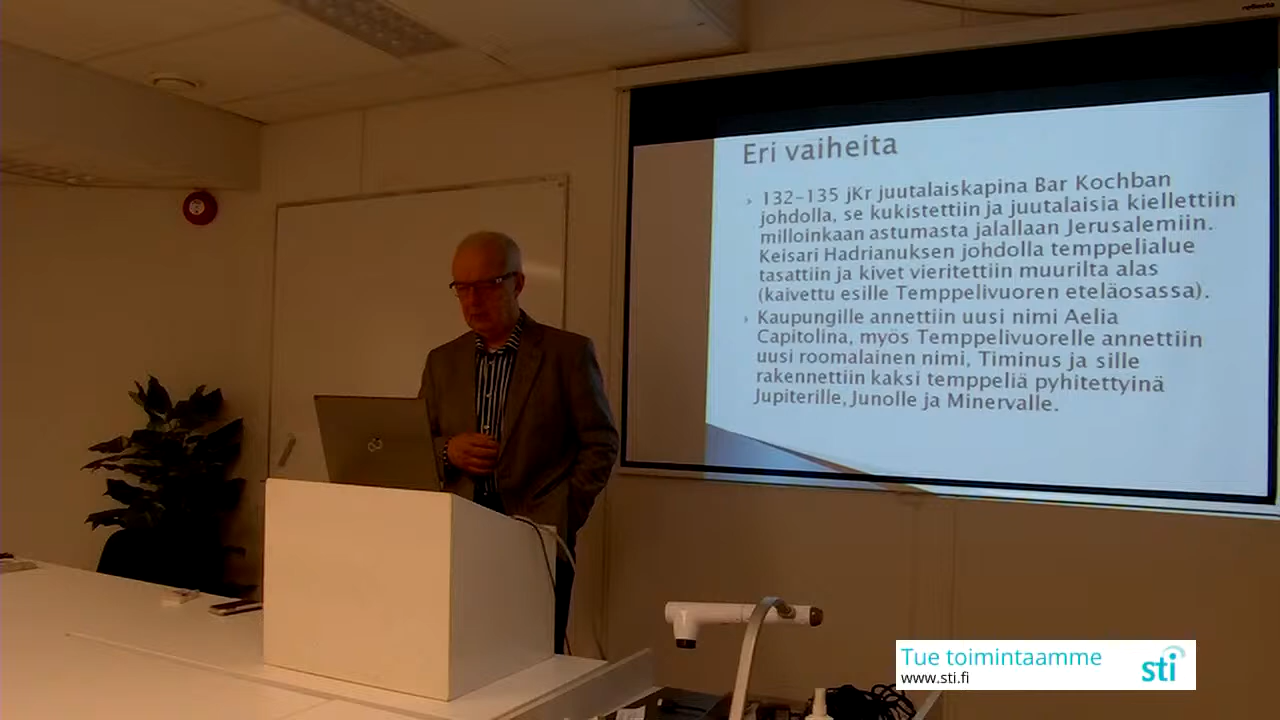 Eri vaiheita
132-135 jKr juutalaiskapina Bar Kochban
johdolla, se kukistettiin ja juutalaisia kiellettiin
milloinkaan astumasta jalallaan Jerusalemiin.
Keisari Hadrianuksen johdolla temppelialue
tasattiin ja kivet vieritettiin muurilta alas
(kaivettu esille Temppelivuoren eteläosassa).
Kaupungille annettiin uusi nimi Aelia
Capitolina, myös Temppelivuorelle annettiin
uusi roomalainen nimi, Timinus ja sille
rakennettiin kaksi temppeliä pyhitettyinä
Jupiterille, Junolle ja Minervalle.
Tue toimintaamme
www.sti.fi
sti